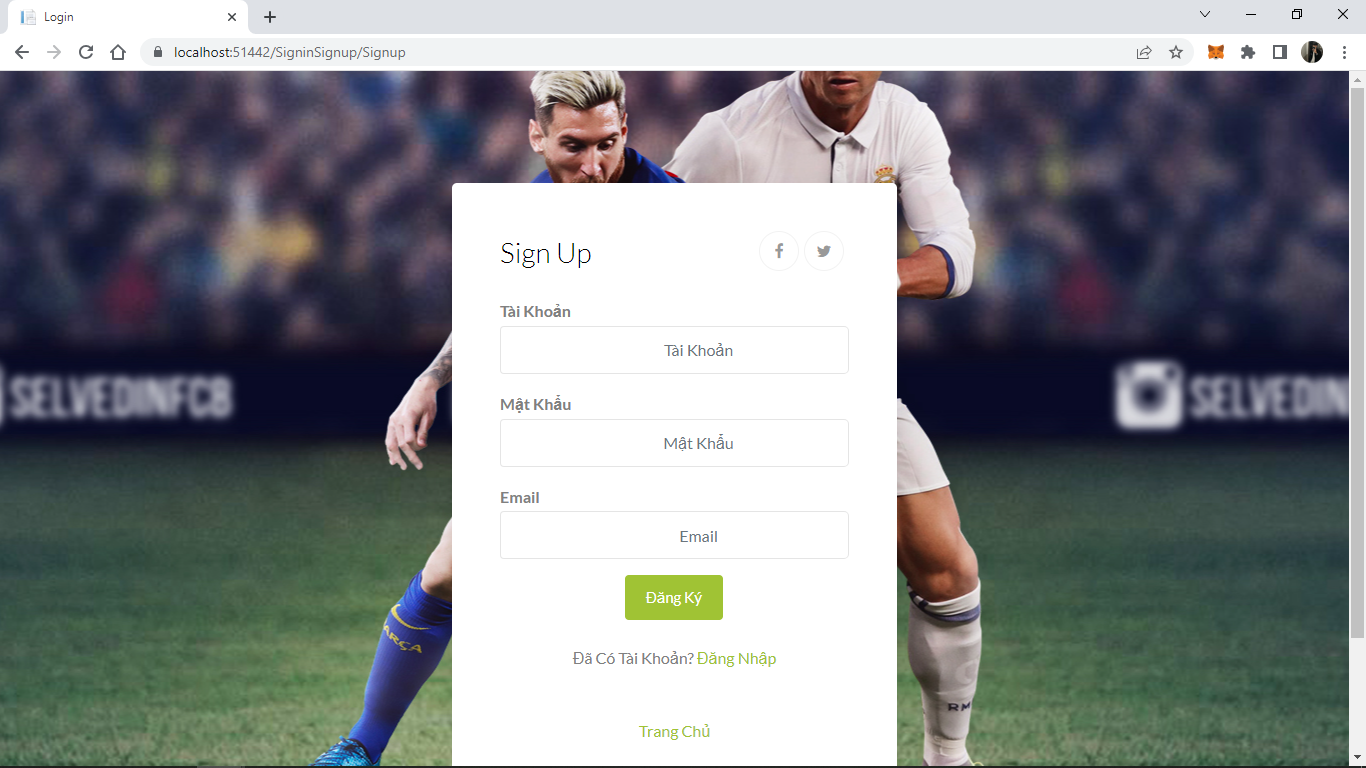 Login
localhost:51442/SigninSignup/Signup
Sign Up
Tài Khoản
Tài Khoản
Mật Khẩu
Mật Khẩu
SELVEDINFCB
SELVEDIN
Email
Email
Đăng Ký
Đã Có Tài Khoản? Đăng Nhập
RM
Trang Chủ